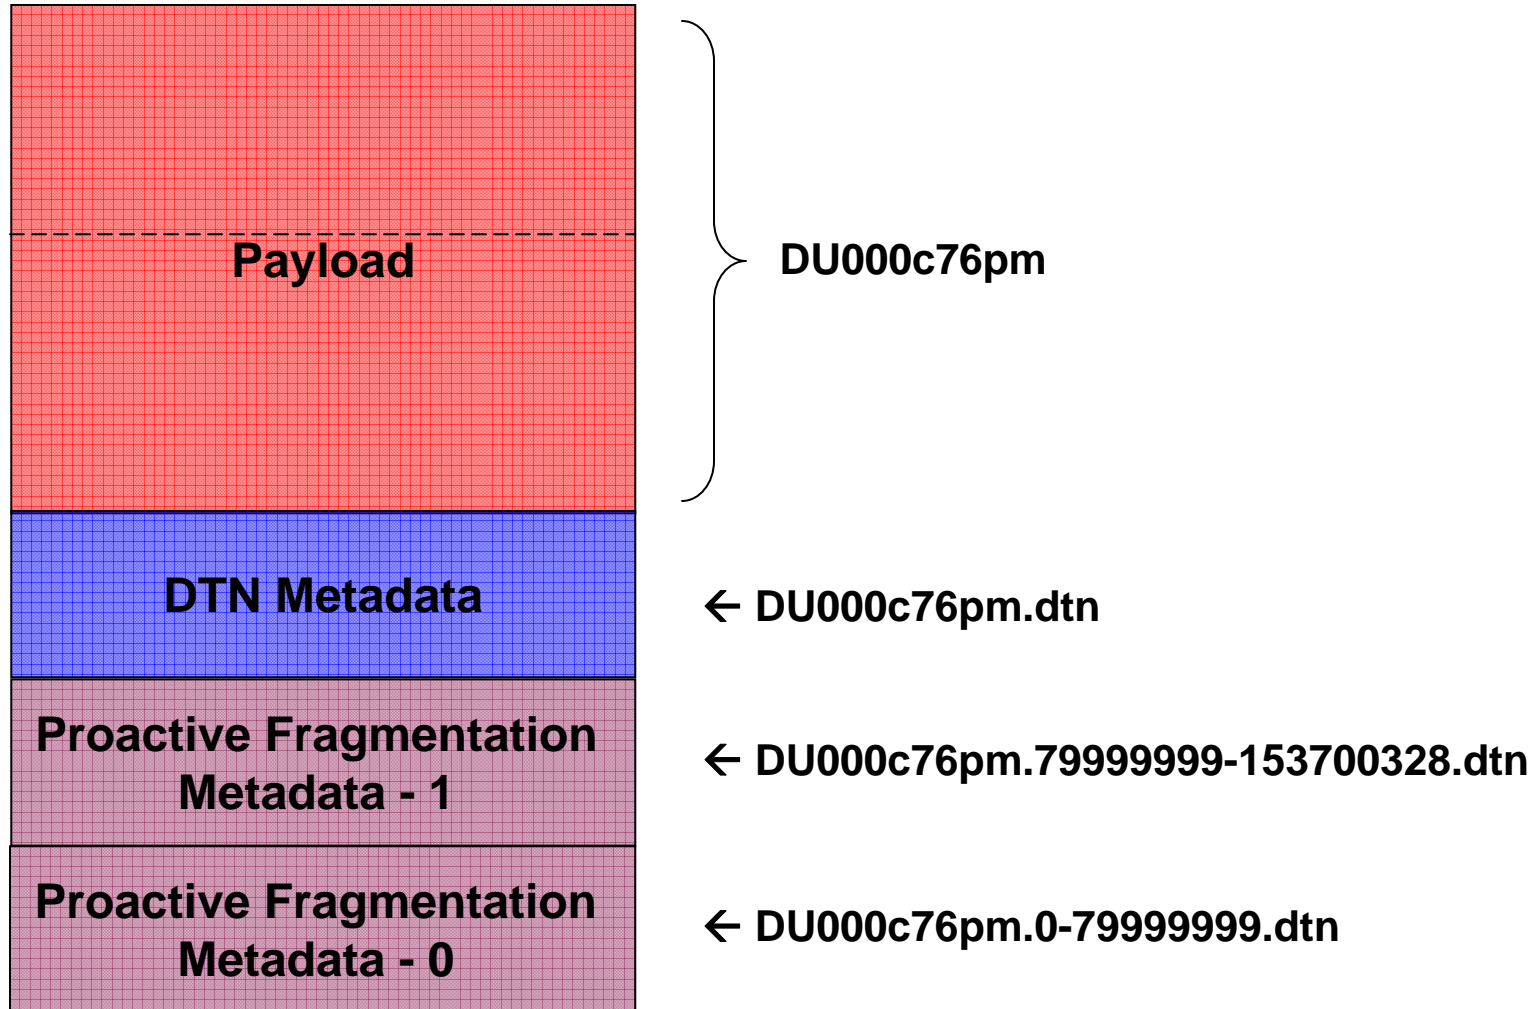 Payload
DU000c76pm
DTN Metadata
← DU000c76pm.dtn
Proactive Fragmentation
Metadata - 1
← DU000c76pm.79999999-153700328.dtn
Proactive Fragmentation
Metadata - 0
← DU000c76pm.0-79999999.dtn